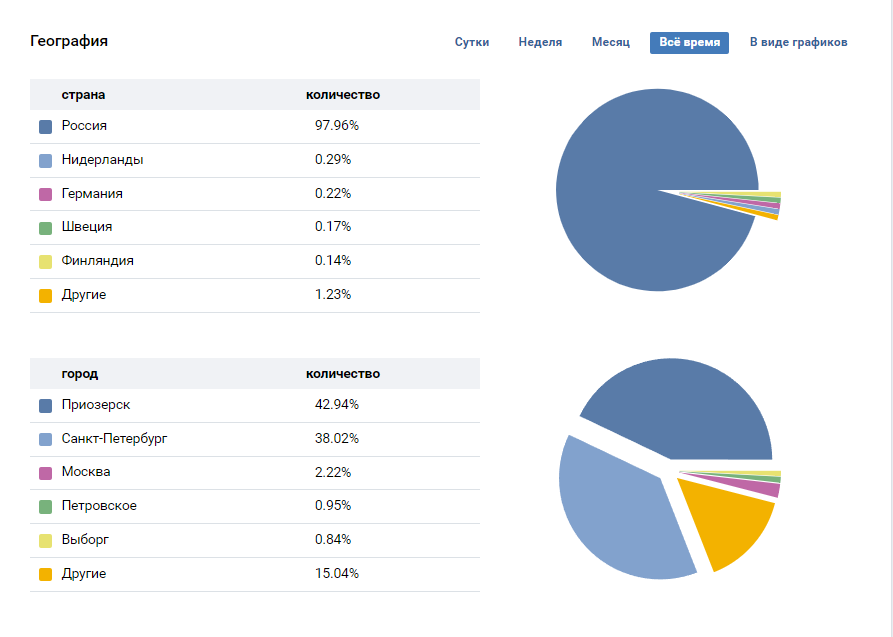 География Сутки Неделя Месяц Всё время В виде графиков
страна количество
Россия 97.96%
Нидерланды 0.29%
Германия 0.22%
Швеция 0.17%
Финляндия 0.14%
Другие 1.23%
город количество
Приозерск 42.94%
Санкт-Петербург 38.02%
Москва 2.22%
Петровское 0.95%
Выборг 0.84%
Другие 15.04%